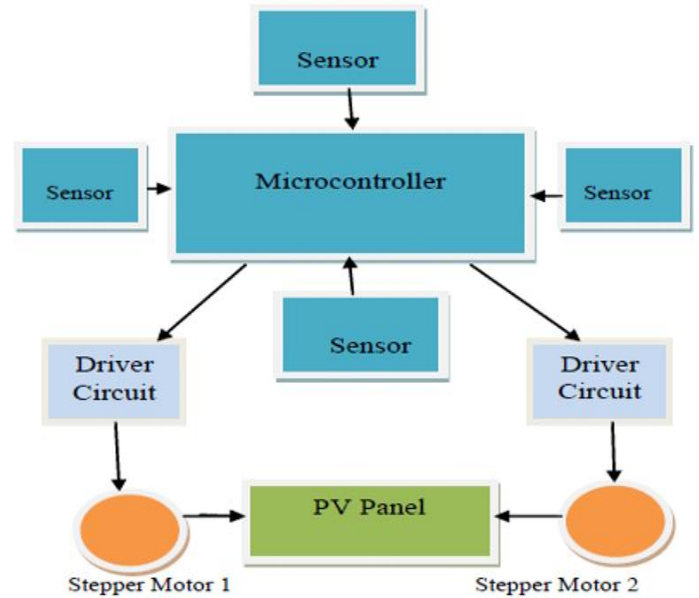 Sensor
Microcontroller
Sensor
Sensor
Sensor
Driver
Circuit
Driver
Circuit
PV Panel
Stepper Motor 1
Stepper Motor 2